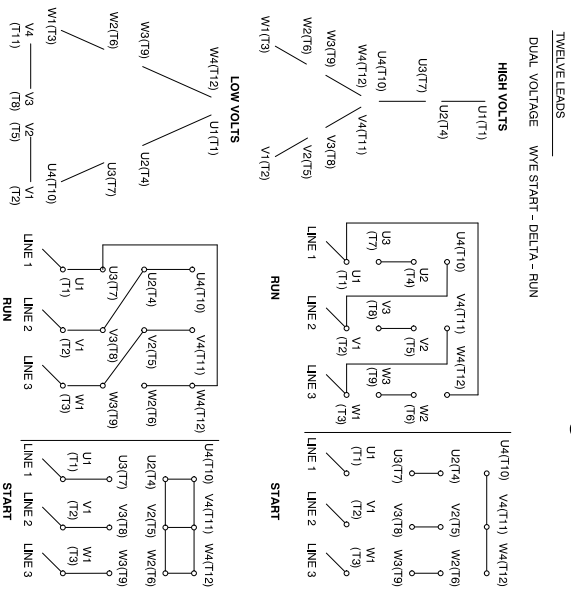 TWELVE LEADS
DUAL VOLTAGE WYE START – DELTA – RUN
HIGH VOLTS
U1(T1)
U2(T4)
U3(T7)
U4(T10)
W4(T12)
V4(T11)
W3(T9)
V3(T8)
W2(T6)
V2(T5)
W1(T3)
V1(T2)
U4(T10) V4(T11) W4(T12)
U2 (T4) V2 (T5) W2 (T6)
U3 (T7) V3 (T8) W3 (T9)
U1 (T1) V1 (T2) W1 (T3)
LINE 1 LINE 2 LINE 3
RUN
U4(T10) V4(T11) W4(T12)
U2(T4) V2(T5) W2(T6)
U3(T7) V3(T8) W3(T9)
U1 (T1) V1 (T2) W1 (T3)
LINE 1 LINE 2 LINE 3
START
LOW VOLTS
W4(T12) U1(T1)
W3(T9) U2(T4)
W2(T6) U3(T7)
W1(T3) U4(T10)
V4 (T11) V3 (T8) V2 (T5) V1 (T2)
U4(T10) V4(T11) W4(T12)
U2(T4) V2(T5) W2(T6)
U3(T7) V3(T8) W3(T9)
U1 (T1) V1 (T2) W1 (T3)
LINE 1 LINE 2 LINE 3
RUN
U4(T10) V4(T11) W4(T12)
U2(T4) V2(T5) W2(T6)
U3(T7) V3(T8) W3(T9)
U1 (T1) V1 (T2) W1 (T3)
LINE 1 LINE 2 LINE 3
START